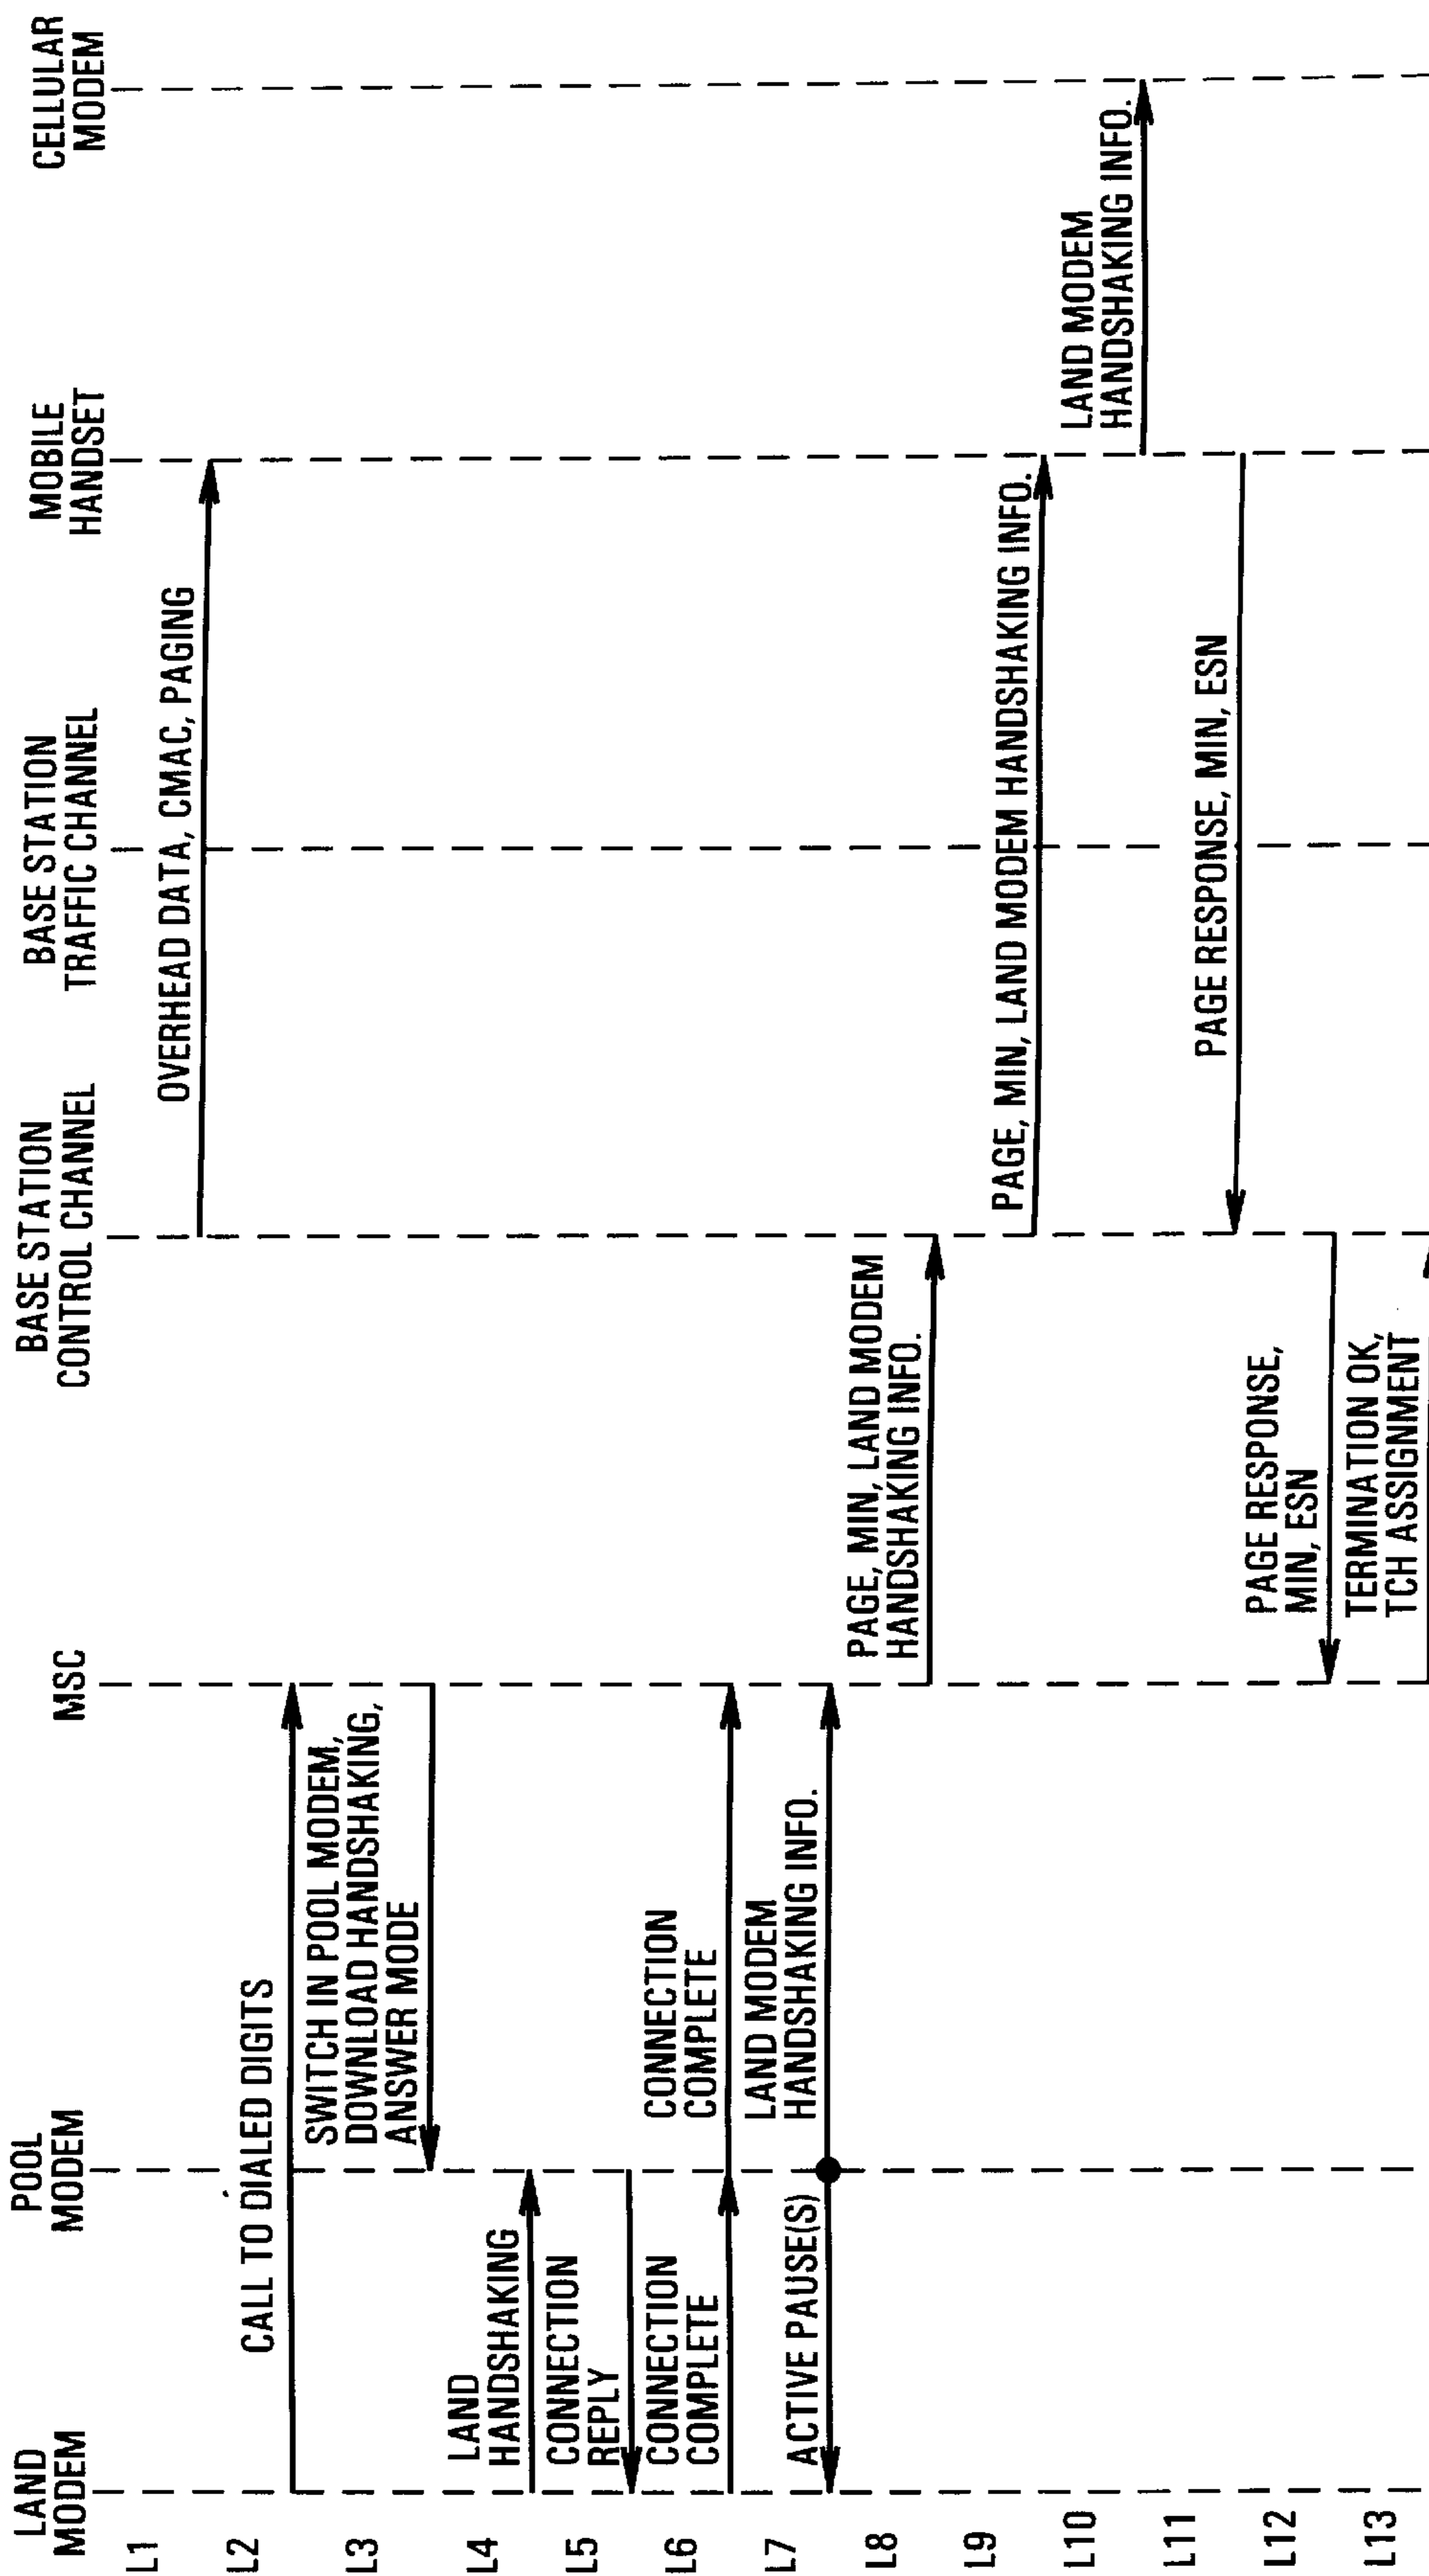 LAND
MODEM
POOL
MODEM
MSC
BASE STATION
CONTROL CHANNEL
BASE STATION
TRAFFIC CHANNEL
MOBILE
HANDSET
CELLULAR
MODEM
L1
OVERHEAD DATA, CMAC, PAGING
L2
CALL TO DIALED DIGITS
L3
SWITCH IN POOL MODEM,
DOWNLOAD HANDSHAKING,
ANSWER MODE
L4
LAND
HANDSHAKING
L5
CONNECTION
REPLY
L6
CONNECTION
COMPLETE
CONNECTION
COMPLETE
L7
ACTIVE PAUSE(S)
LAND MODEM
HANDSHAKING INFO.
L8
PAGE, MIN, LAND MODEM
HANDSHAKING INFO.
L9
PAGE, MIN, LAND MODEM HANDSHAKING INFO.
L10
LAND MODEM
HANDSHAKING INFO.
L11
PAGE RESPONSE, MIN, ESN
L12
PAGE RESPONSE,
MIN, ESN
L13
TERMINATION OK,
TCH ASSIGNMENT